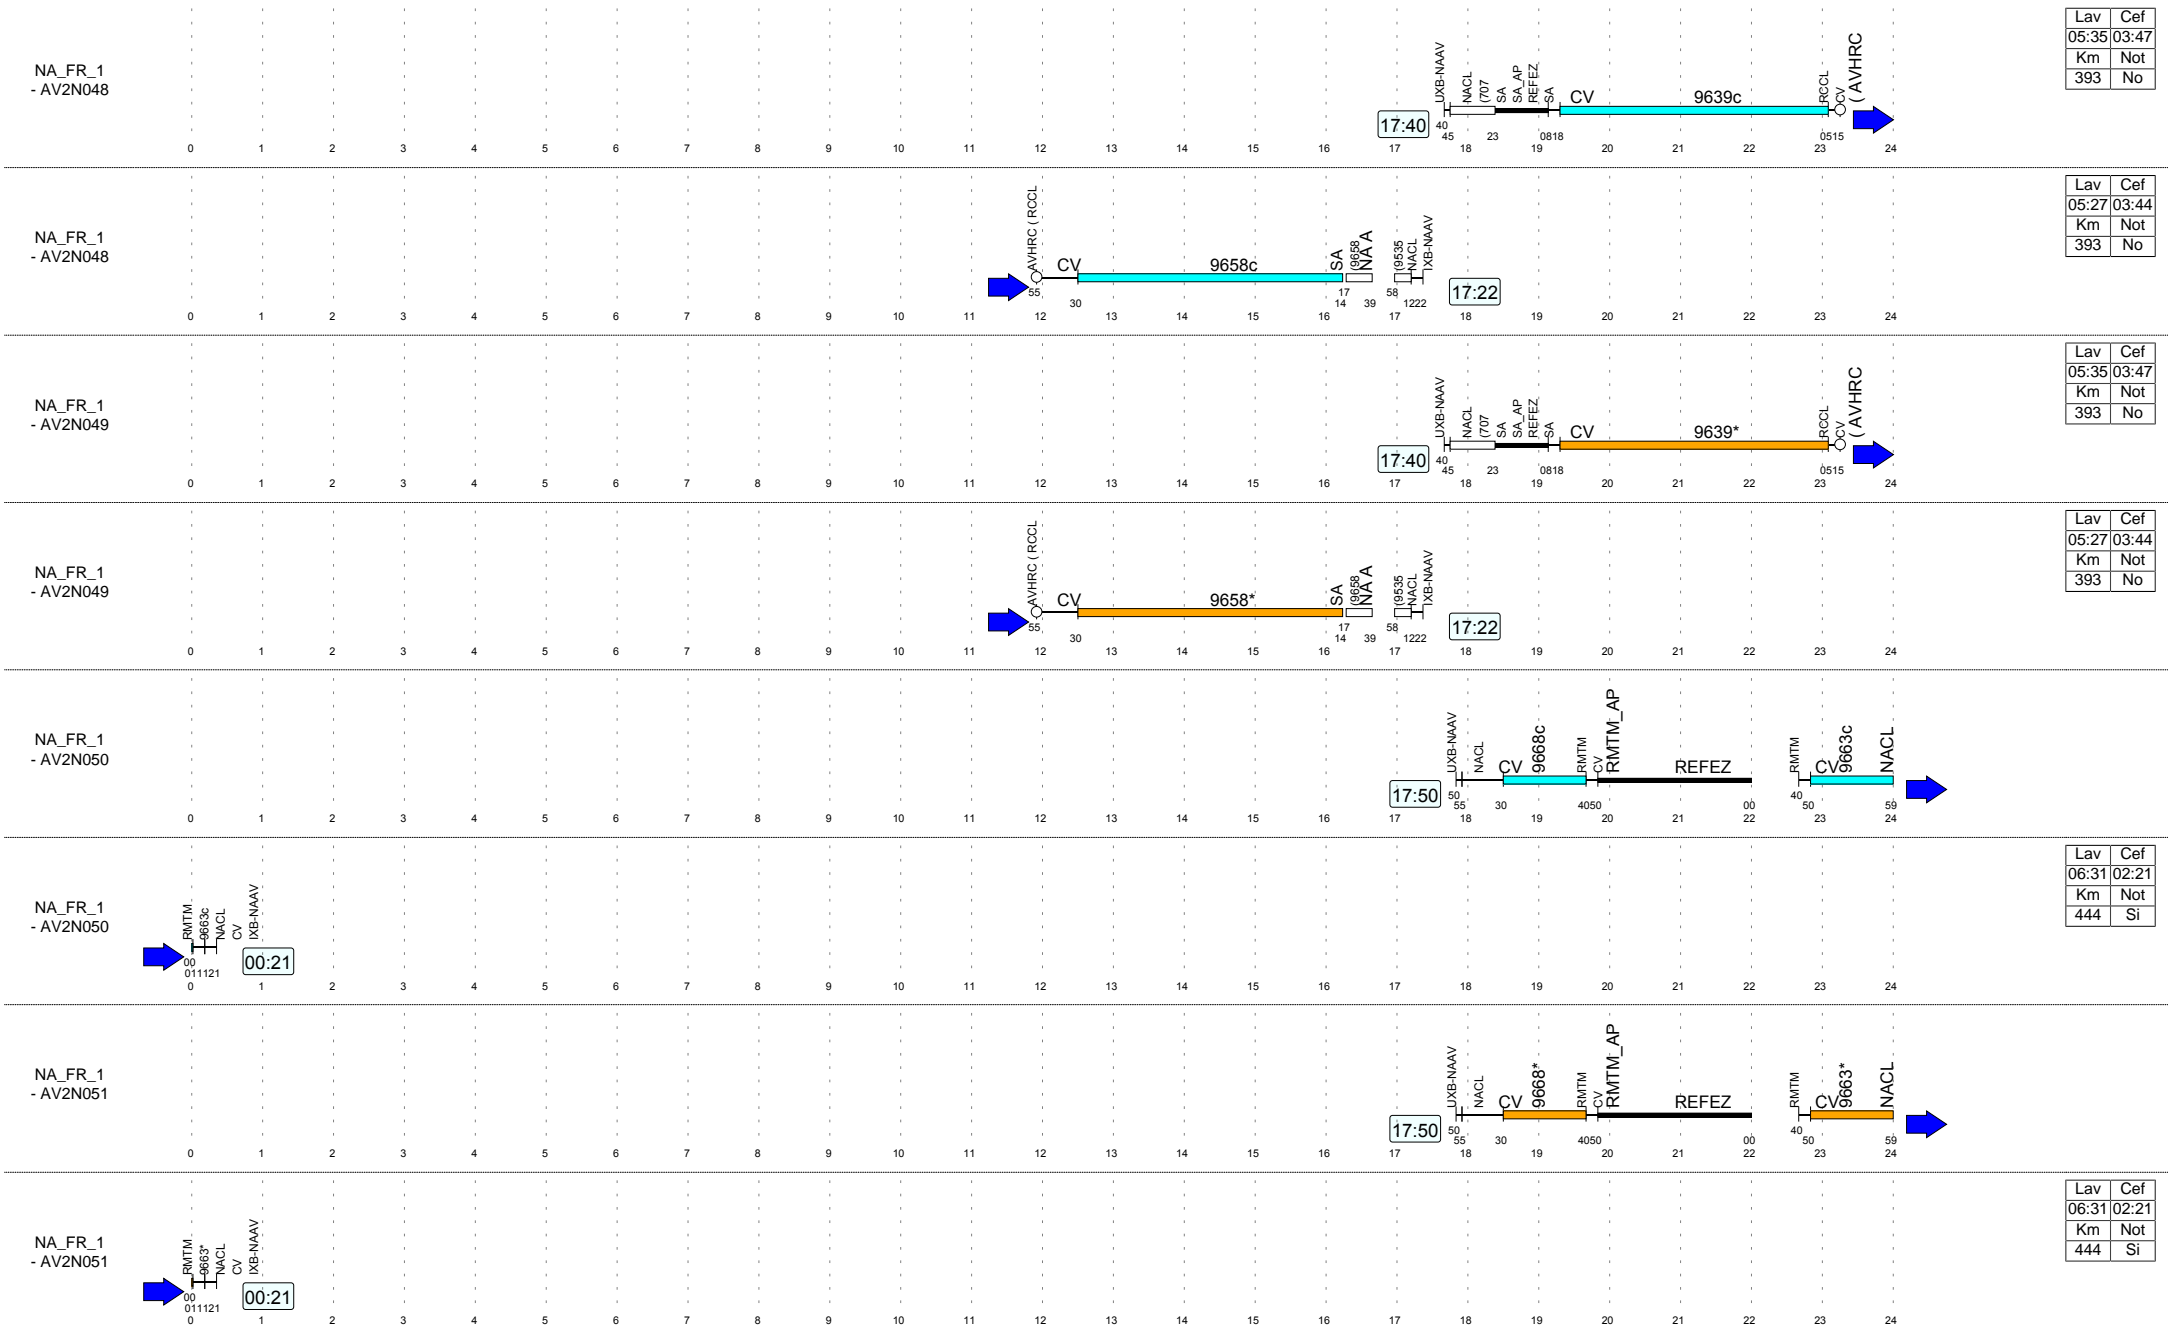 Lav Cef
05:35 03:47
Km Not
393 No
NA_FR_1
- AV2N048
17:40
UXB-NAAV NACL (707 SA SA_AP REFEZ SA CV 9639c RCCL CV ( AVHRC
40 45 23 0818 0515
0 1 2 3 4 5 6 7 8 9 10 11 12 13 14 15 16 17 18 19 20 21 22 23 24
Lav Cef
05:27 03:44
Km Not
393 No
NA_FR_1
- AV2N048
AVHRC ( RCCL CV 9658c SA (9658 NA A (9535 NACL IXB-NAAV
17:22
55 30 17 14 39 58 1222
0 1 2 3 4 5 6 7 8 9 10 11 12 13 14 15 16 17 18 19 20 21 22 23 24
Lav Cef
05:35 03:47
Km Not
393 No
NA_FR_1
- AV2N049
17:40
UXB-NAAV NACL (707 SA SA_AP REFEZ SA CV 9639* RCCL CV ( AVHRC
40 45 23 0818 0515
0 1 2 3 4 5 6 7 8 9 10 11 12 13 14 15 16 17 18 19 20 21 22 23 24
Lav Cef
05:27 03:44
Km Not
393 No
NA_FR_1
- AV2N049
AVHRC ( RCCL CV 9658* SA (9658 NA A (9535 NACL IXB-NAAV
17:22
55 30 17 14 39 58 1222
0 1 2 3 4 5 6 7 8 9 10 11 12 13 14 15 16 17 18 19 20 21 22 23 24
NA_FR_1
- AV2N050
17:50
UXB-NAAV NACL CV 9668c RMTM CV RMTM_AP REFEZ RMTM CV 9663c NACL
50 55 30 4050 00 40 50 59
0 1 2 3 4 5 6 7 8 9 10 11 12 13 14 15 16 17 18 19 20 21 22 23 24
Lav Cef
06:31 02:21
Km Not
444 Si
NA_FR_1
- AV2N050
RMTM 9663c NACL CV IXB-NAAV
00:21
00 011121
0 1 2 3 4 5 6 7 8 9 10 11 12 13 14 15 16 17 18 19 20 21 22 23 24
NA_FR_1
- AV2N051
17:50
UXB-NAAV NACL CV 9668* RMTM CV RMTM_AP REFEZ RMTM CV 9663* NACL
50 55 30 4050 00 40 50 59
0 1 2 3 4 5 6 7 8 9 10 11 12 13 14 15 16 17 18 19 20 21 22 23 24
Lav Cef
06:31 02:21
Km Not
444 Si
NA_FR_1
- AV2N051
RMTM 9663* NACL CV IXB-NAAV
00:21
00 011121
0 1 2 3 4 5 6 7 8 9 10 11 12 13 14 15 16 17 18 19 20 21 22 23 24